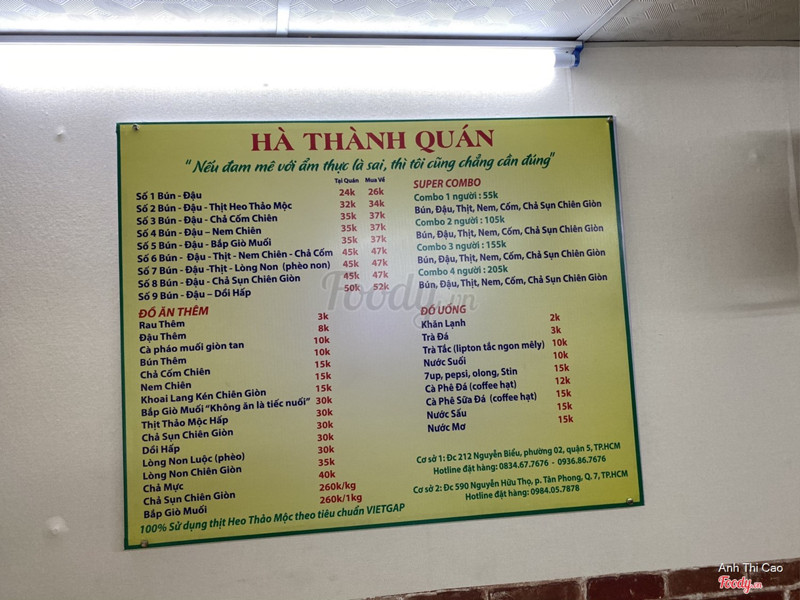 HÀ THÀNH QUÁN
“Nếu đam mê với ẩm thực là sai, thì tôi cũng chẳng cần đúng”
Tại Quán Mua Về
Số 1 Bún - Đậu 24k 26k
Số 2 Bún - Đậu - Thịt Heo Thảo Mộc 32k 34k
Số 3 Bún - Đậu - Chả Cốm Chiên 35k 37k
Số 4 Bún - Đậu – Nem Chiên 35k 37k
Số 5 Bún - Đậu - Bắp Giò Muối 35k 37k
Số 6 Bún - Đậu - Thịt - Nem Chiên - Chả Cốm 45k 47k
Số 7 Bún - Đậu -Thịt - Lòng Non (phèo non) 45k 47k
Số 8 Bún - Đậu - Chả Sụn Chiên Giòn 45k 47k
Số 9 Bún - Đậu – Dồi Hấp 50k 52k
SUPER COMBO
Combo 1 người : 55k
Bún, Đậu, Thịt, Nem, Cốm, Chả Sụn Chiên Giòn
Combo 2 người : 105k
Bún, Đậu, Thịt, Nem, Cốm, Chả Sụn Chiên Giòn
Combo 3 người : 155k
Bún, Đậu, Thịt, Nem, Cốm, Chả Sụn Chiên Giòn
Combo 4 người : 205k
Bún, Đậu, Thịt, Nem, Cốm, Chả Sụn Chiên Giòn
ĐỒ ĂN THÊM
Rau Thêm 3k
Đậu Thêm 8k
Cà pháo muối giòn tan 10k
Bún Thêm 10k
Chả Cốm Chiên 15k
Nem Chiên 15k
Khoai Lang Kén Chiên Giòn 15k
Bắp Giò Muối “Không ăn là tiếc nuối” 30k
Thịt Thảo Mộc Hấp 30k
Chả Sụn Chiên Giòn 30k
Dồi Hấp 30k
Lòng Non Luộc (phèo) 30k
Lòng Non Chiên Giòn 35k
Chả Mực 40k
Chả Sụn Chiên Giòn 260k/kg
Bắp Giò Muối 260k/1kg
100% Sử dụng thịt Heo Thảo Mộc theo tiêu chuẩn VIETGAP
ĐỒ UỐNG
Khăn Lạnh 2k
Trà Đá 3k
Trà Tắc (lipton tắc ngon mêly) 10k
Nước Suối 10k
7up, pepsi, olong, Stin 15k
Cà Phê Đá (coffee hạt) 12k
Cà Phê Sữa Đá (coffee hạt) 15k
Nước Sấu 15k
Nước Mơ 15k
Cơ sở 1: Đc 212 Nguyễn Biểu, phường 02, quận 5, TP.HCM
Hotline đặt hàng: 0834.67.7676 - 0936.86.7676
Cơ sở 2: Đc 590 Nguyễn Hữu Thọ, p. Tân Phong, Q. 7, TP.HCM
Hotline đặt hàng: 0984.05.7878
Foody.vn
Anh Thi Cao
Foody.vn